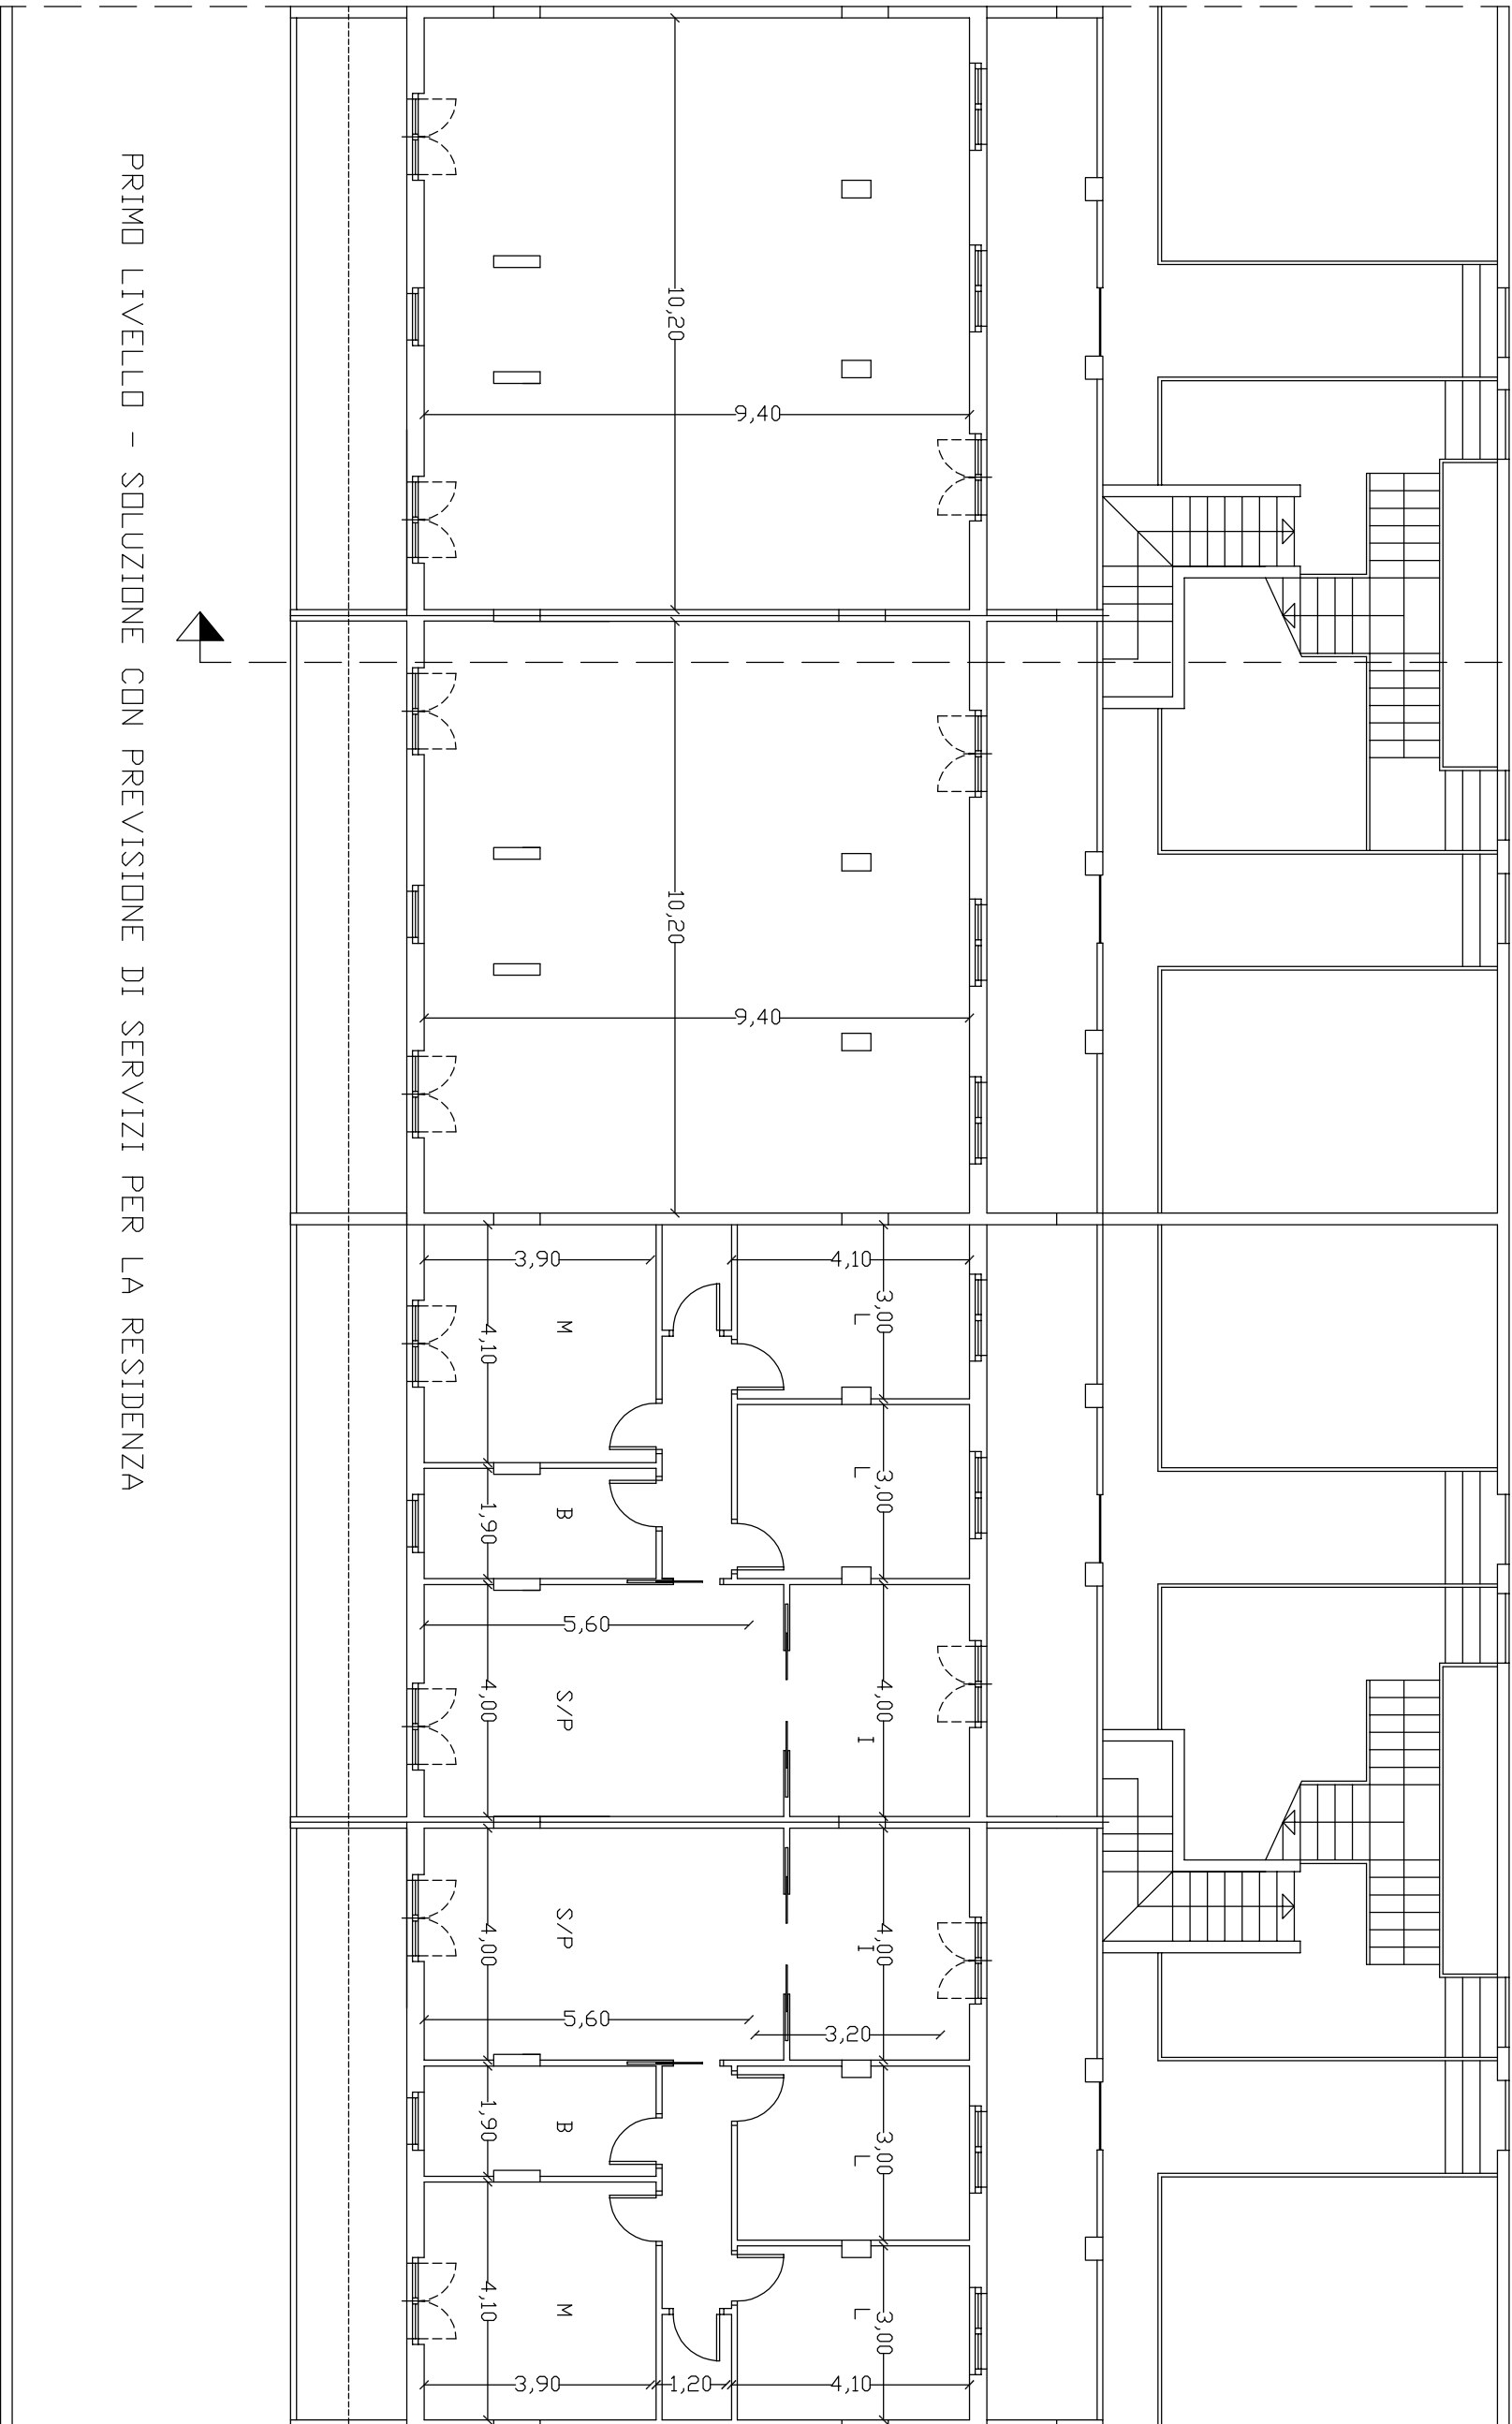 PRIMO LIVELLO - SOLUZIONE CON PREVISIONE DI SERVIZI PER LA RESIDENZA
10,20
9,40
10,20
9,40
3,90
4,10
3,00
L
M
4,10
3,00
L
1,90
B
5,60
4,00
S/P
4,00
I
4,00
S/P
4,00
I
5,60
3,20
1,90
B
3,00
L
4,10
M
3,00
L
3,90
1,20
4,10